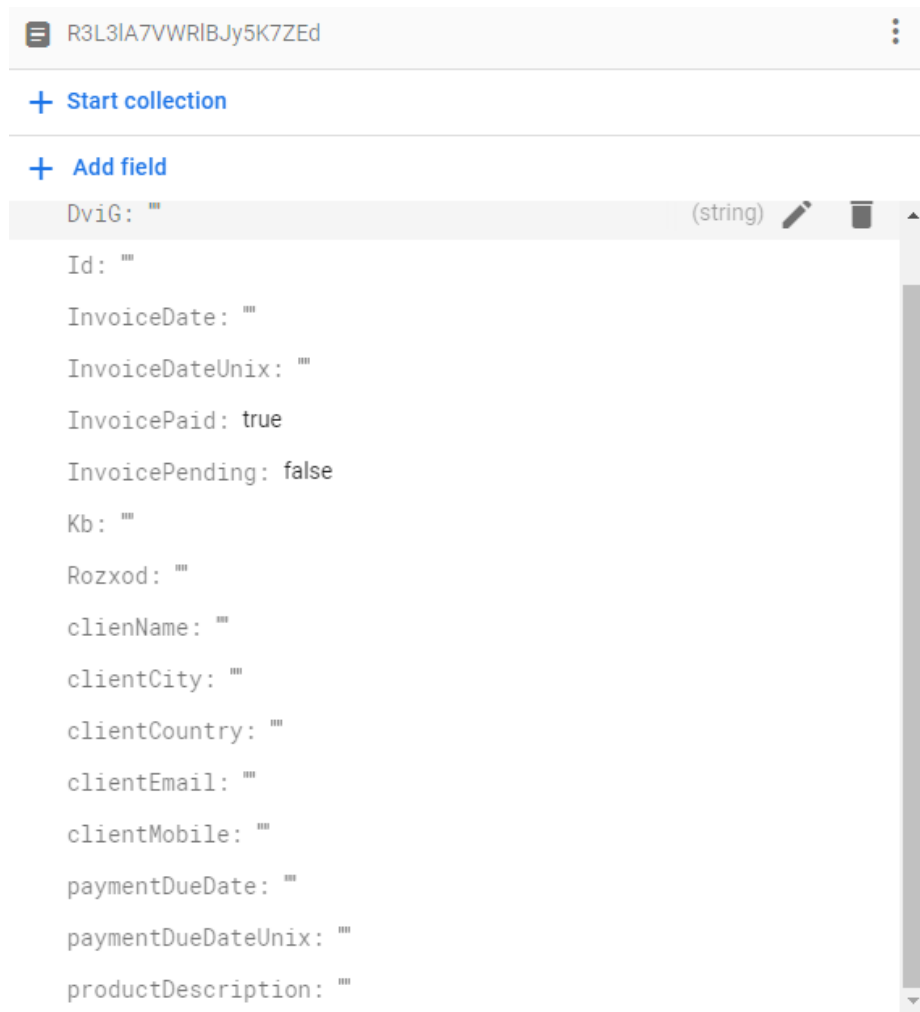 R3L3lA7VWRlBJy5K7ZEd
Start collection
Add field
DviG: "" (string)
Id: ""
InvoiceDate: ""
InvoiceDateUnix: ""
InvoicePaid: true
InvoicePending: false
Kb: ""
Rozxod: ""
clienName: ""
clientCity: ""
clientCountry: ""
clientEmail: ""
clientMobile: ""
paymentDueDate: ""
paymentDueDateUnix: ""
productDescription: ""